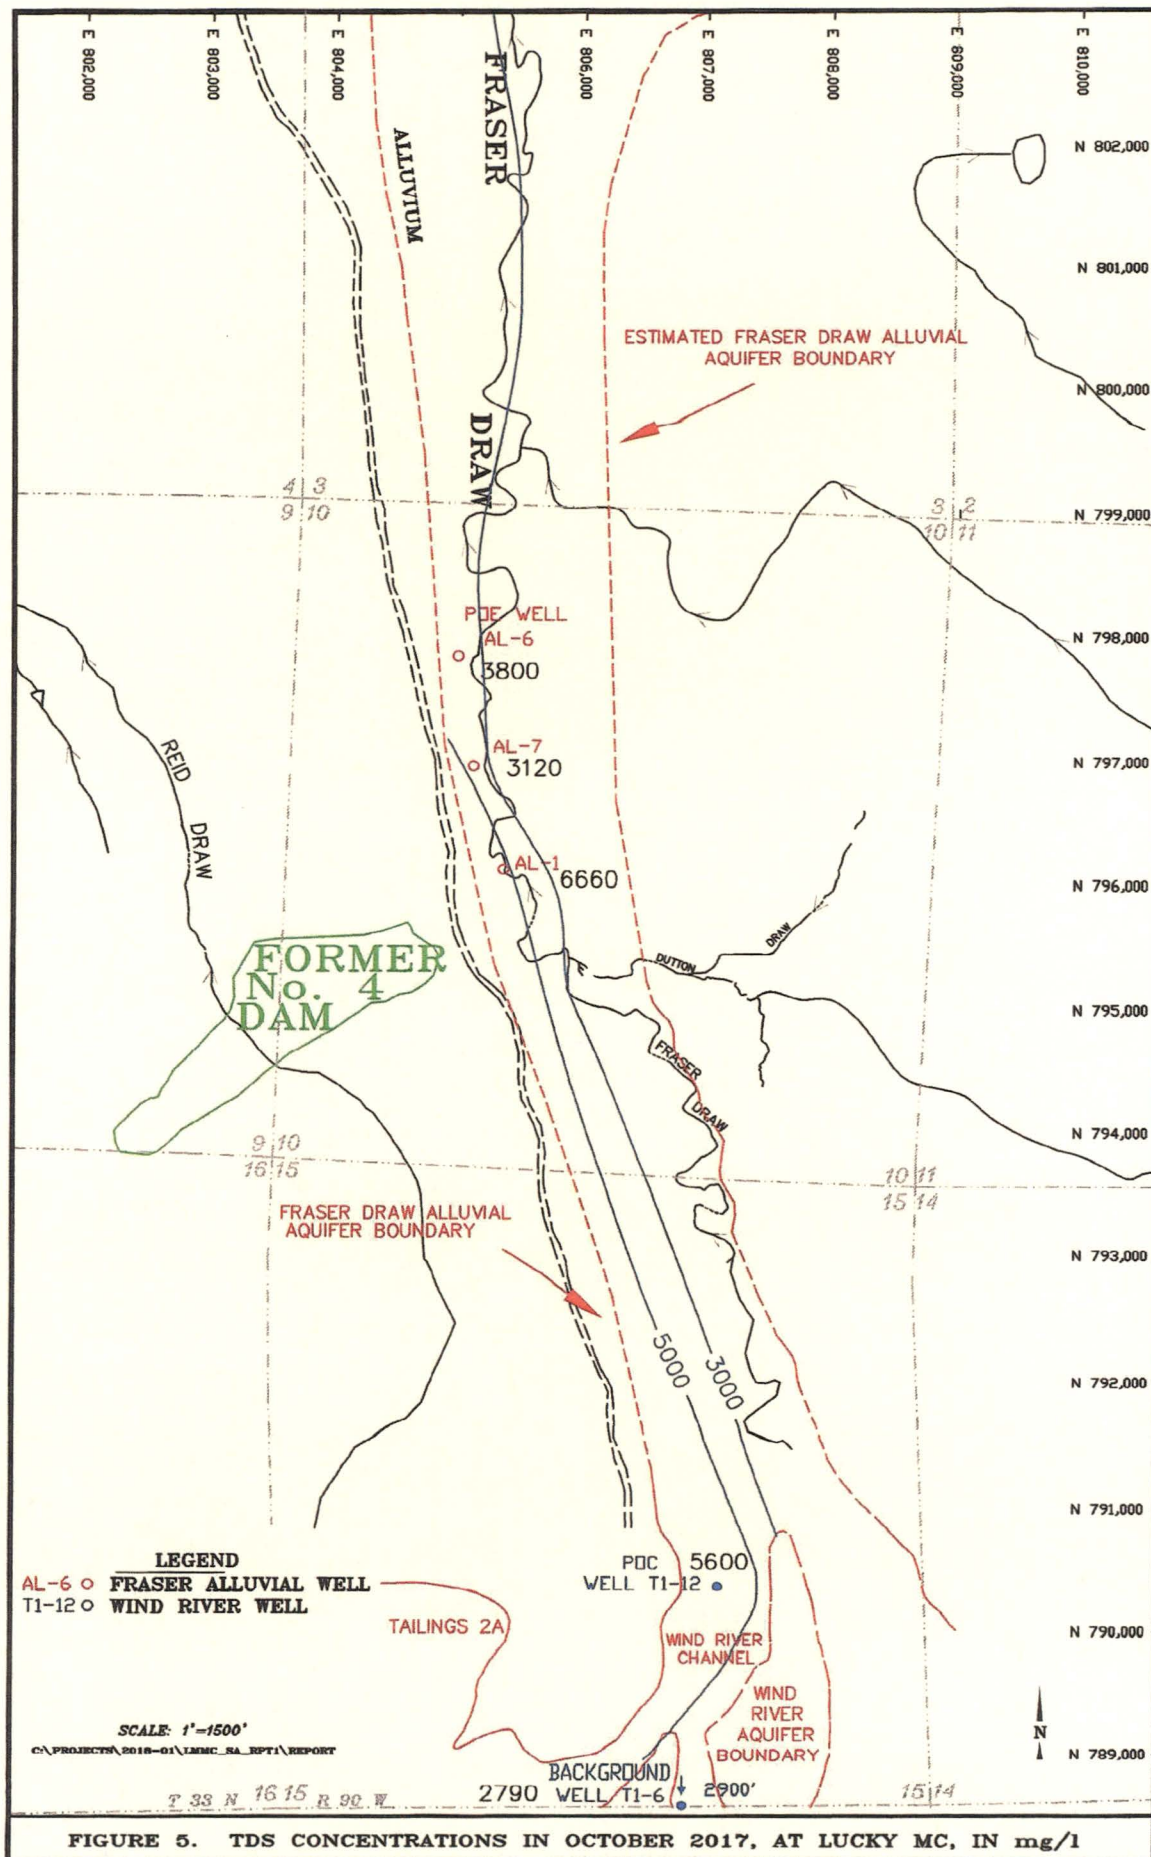 E 802,000
E 803,000
E 804,000
E 806,000
E 807,000
E 808,000
E 809,000
E 810,000
FRASER
N 802,000
ALLUVIUM
N 801,000
ESTIMATED FRASER DRAW ALLUVIAL
AQUIFER BOUNDARY
N 800,000
DRAW
4 3
9 10
3 2
10 11
N 799,000
POE WELL
AL-6
3800
N 798,000
REID
DRAW
AL-7
3120
N 797,000
AL-1
6660
N 796,000
FORMER
No. 4
DAM
DUTTON
DRAW
N 795,000
FRASER
DRAW
N 794,000
9 10
16 15
10 11
15 14
FRASER DRAW ALLUVIAL
AQUIFER BOUNDARY
N 793,000
5000
3000
N 792,000
N 791,000
LEGEND
AL-6 FRASER ALLUVIAL WELL
T1-12 WIND RIVER WELL
POC 5600
WELL T1-12
TAILINGS 2A
WIND RIVER
CHANNEL
N 790,000
WIND
RIVER
AQUIFER
BOUNDARY
SCALE: 1"=1500'
C:\PROJECTS\2018-01\LMMC_SA_RPT1\REPORT
N
N 789,000
BACKGROUND
2790 WELL T1-6 2900'
T 33 N 16 15 R 90 W
15 14
FIGURE 5. TDS CONCENTRATIONS IN OCTOBER 2017, AT LUCKY MC, IN mg/l